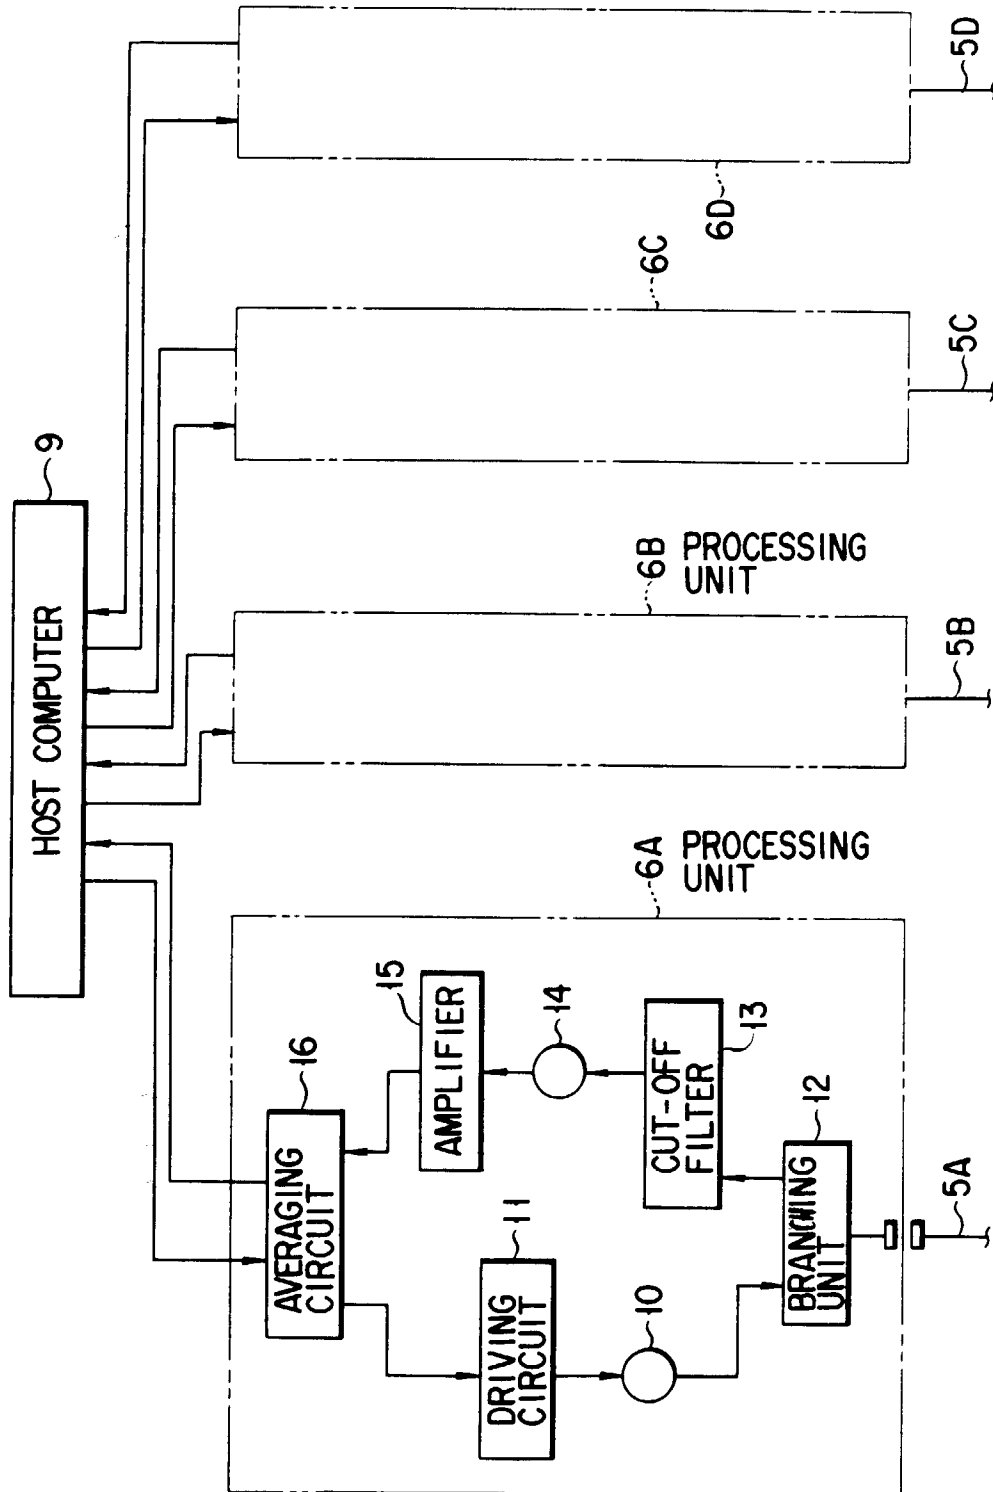 HOST COMPUTER
9
6A PROCESSING
UNIT
6B PROCESSING
UNIT
6C
6D
AVERAGING
CIRCUIT
16
DRIVING
CIRCUIT
11
AMPLIFIER
15
10
14
CUT-OFF
FILTER
13
BRANCHING
UNIT
12
5A
5B
5C
5D